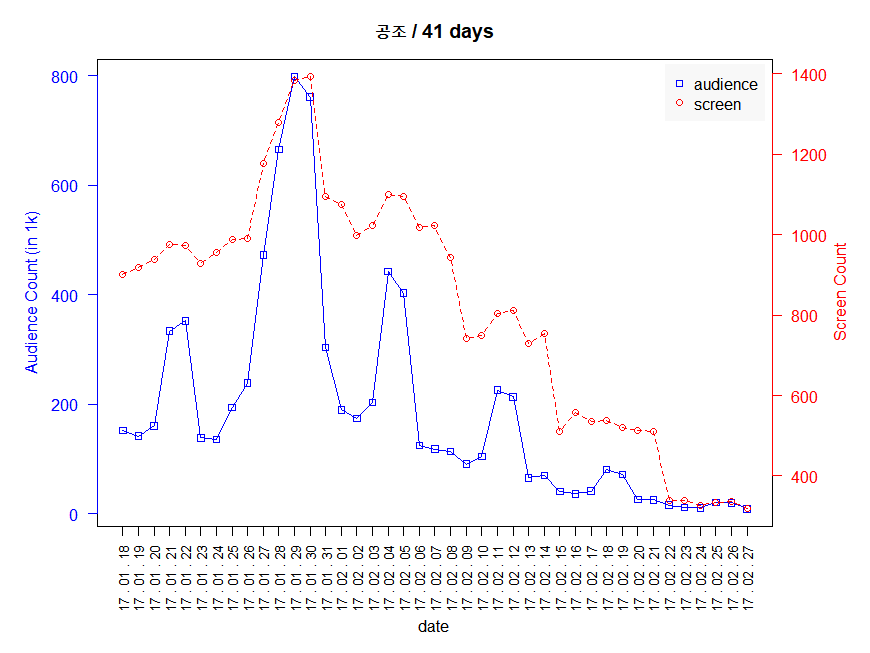 공조 / 41 days
audience
screen
800
600
400
200
0
Audience Count (in 1k)
1400
1200
1000
800
600
400
Screen Count
17 . 01 . 18
17 . 01 . 19
17 . 01 . 20
17 . 01 . 21
17 . 01 . 22
17 . 01 . 23
17 . 01 . 24
17 . 01 . 25
17 . 01 . 26
17 . 01 . 27
17 . 01 . 28
17 . 01 . 29
17 . 01 . 30
17 . 01 . 31
17 . 02 . 01
17 . 02 . 02
17 . 02 . 03
17 . 02 . 04
17 . 02 . 05
17 . 02 . 06
17 . 02 . 07
17 . 02 . 08
17 . 02 . 09
17 . 02 . 10
17 . 02 . 11
17 . 02 . 12
17 . 02 . 13
17 . 02 . 14
17 . 02 . 15
17 . 02 . 16
17 . 02 . 17
17 . 02 . 18
17 . 02 . 19
17 . 02 . 20
17 . 02 . 21
17 . 02 . 22
17 . 02 . 23
17 . 02 . 24
17 . 02 . 25
17 . 02 . 26
17 . 02 . 27
date